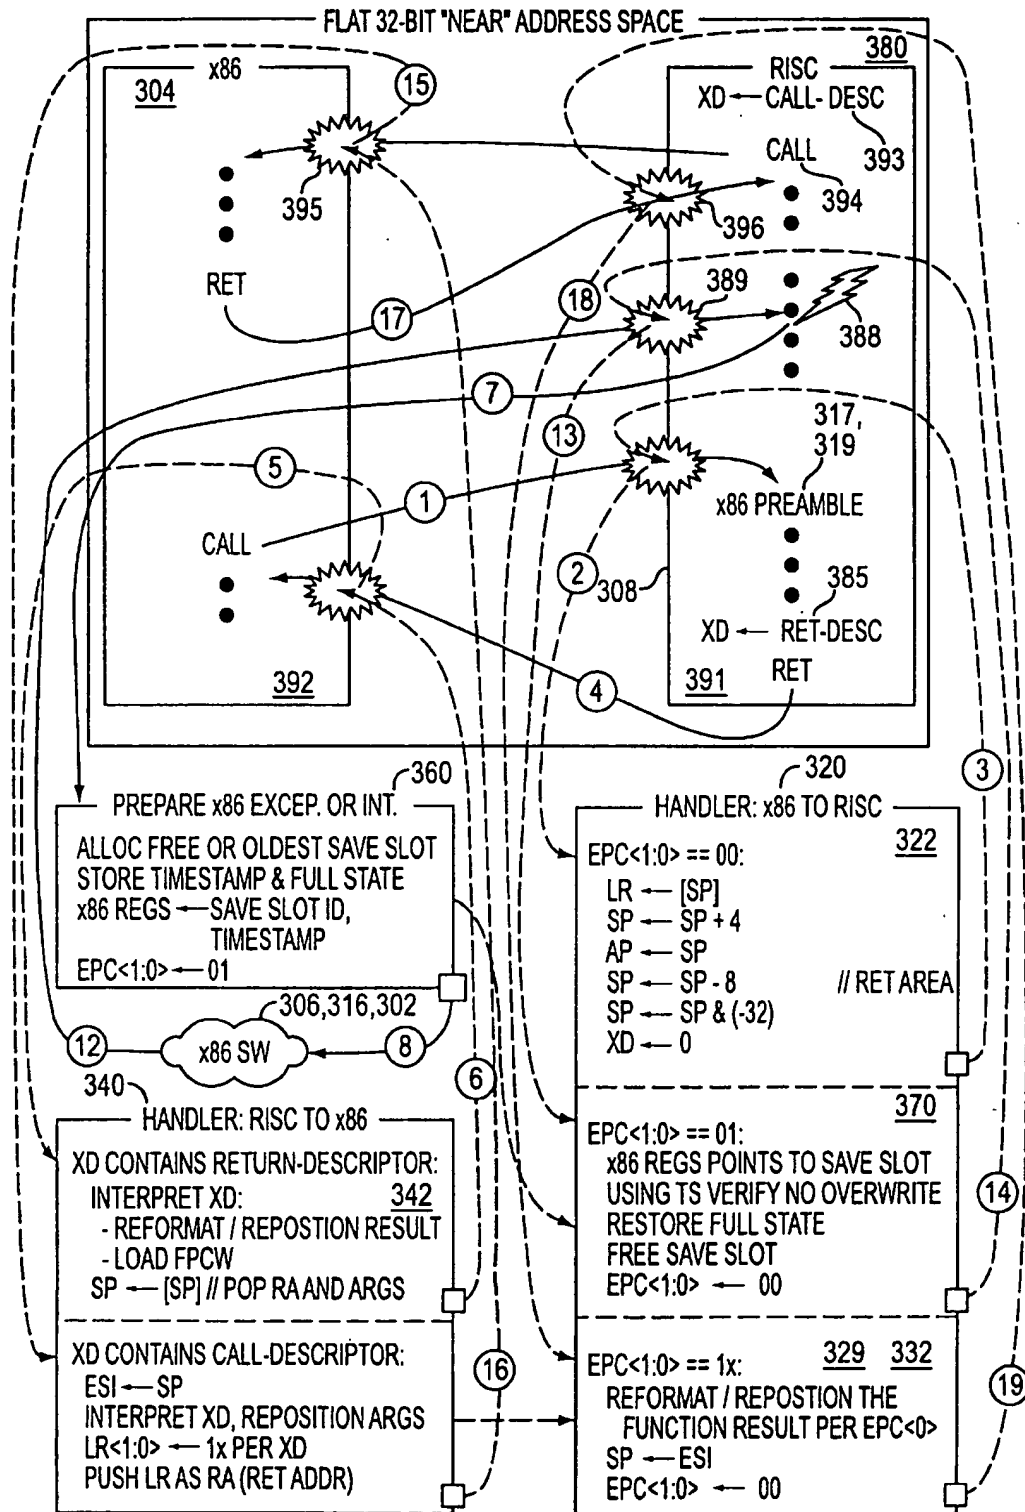 FLAT 32-BIT "NEAR" ADDRESS SPACE
x86
304
15
395
RET
17
5
1
CALL
392
4
380
RISC
XD ← CALL- DESC
393
CALL
394
396
18
389
388
7
13
317,
319
x86 PREAMBLE
2
308
385
XD ← RET-DESC
RET
391
3
360
PREPARE x86 EXCEP. OR INT.
ALLOC FREE OR OLDEST SAVE SLOT
STORE TIMESTAMP & FULL STATE
x86 REGS ← SAVE SLOT ID,
TIMESTAMP
EPC<1:0> ← 01
306,316,302
12
x86 SW
8
6
340
HANDLER: RISC TO x86
XD CONTAINS RETURN-DESCRIPTOR:
INTERPRET XD:
342
- REFORMAT / REPOSTION RESULT
- LOAD FPCW
SP ← [SP] // POP RA AND ARGS
XD CONTAINS CALL-DESCRIPTOR:
ESI ← SP
INTERPRET XD, REPOSITION ARGS
LR<1:0> ← 1x PER XD
PUSH LR AS RA (RET ADDR)
16
320
HANDLER: x86 TO RISC
322
EPC<1:0> == 00:
LR ← [SP]
SP ← SP + 4
AP ← SP
SP ← SP - 8 // RET AREA
SP ← SP & (-32)
XD ← 0
370
EPC<1:0> == 01:
x86 REGS POINTS TO SAVE SLOT
USING TS VERIFY NO OVERWRITE
RESTORE FULL STATE
FREE SAVE SLOT
EPC<1:0> ← 00
14
EPC<1:0> == 1x:
329 332
REFORMAT / REPOSTION THE
FUNCTION RESULT PER EPC<0>
SP ← ESI
EPC<1:0> ← 00
19